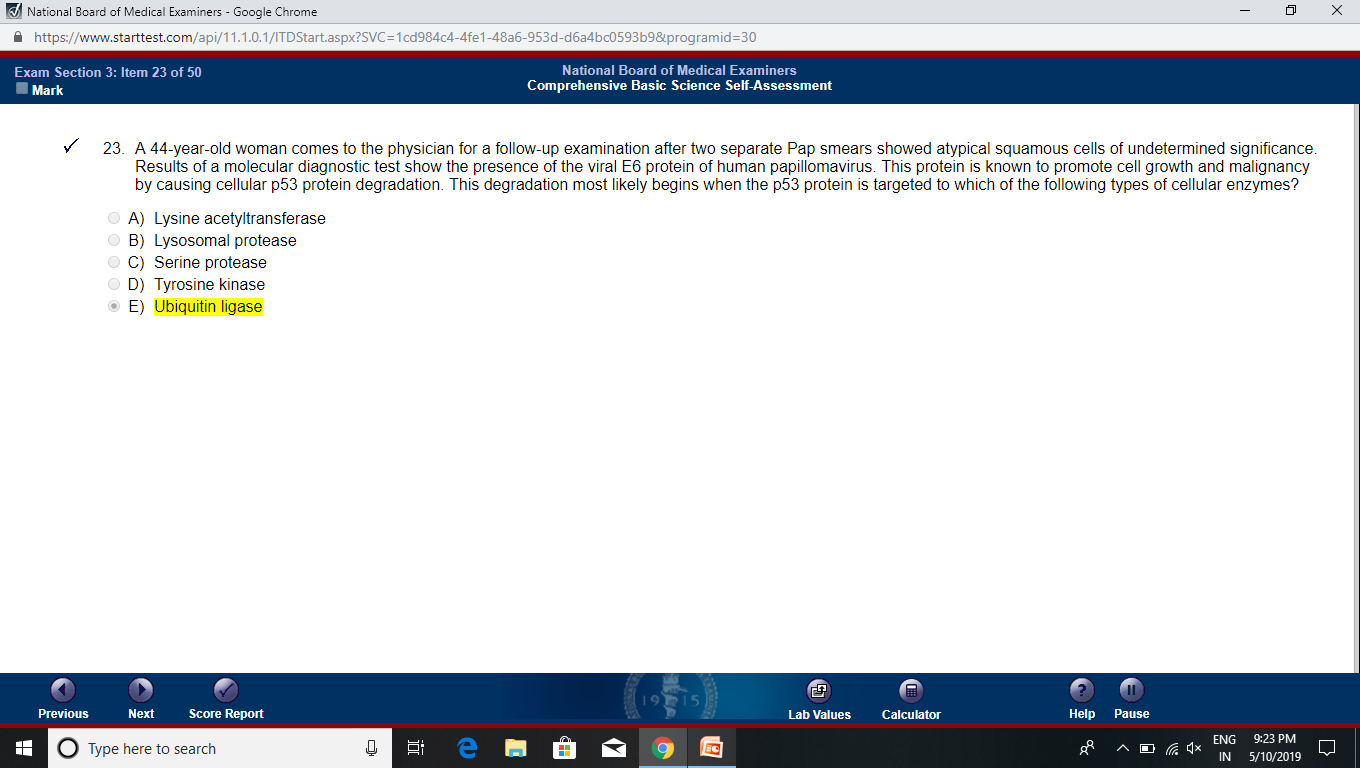 National Board of Medical Examiners - Google Chrome
https://www.starttest.com/api/11.1.0.1/ITDStart.aspx?SVC=1cd984c4-4fe1-48a6-953d-d6a4bc0593b9&programid=30
Exam Section 3: Item 23 of 50
National Board of Medical Examiners
Mark
Comprehensive Basic Science Self-Assessment
23. A 44-year-old woman comes to the physician for a follow-up examination after two separate Pap smears showed atypical squamous cells of undetermined significance.
Results of a molecular diagnostic test show the presence of the viral E6 protein of human papillomavirus. This protein is known to promote cell growth and malignancy
by causing cellular p53 protein degradation. This degradation most likely begins when the p53 protein is targeted to which of the following types of cellular enzymes?
A) Lysine acetyltransferase
B) Lysosomal protease
C) Serine protease
D) Tyrosine kinase
E) Ubiquitin ligase
19 15
Previous
Next
Score Report
Lab Values
Calculator
Help
Pause
Type here to search
ENG
IN
9:23 PM
5/10/2019